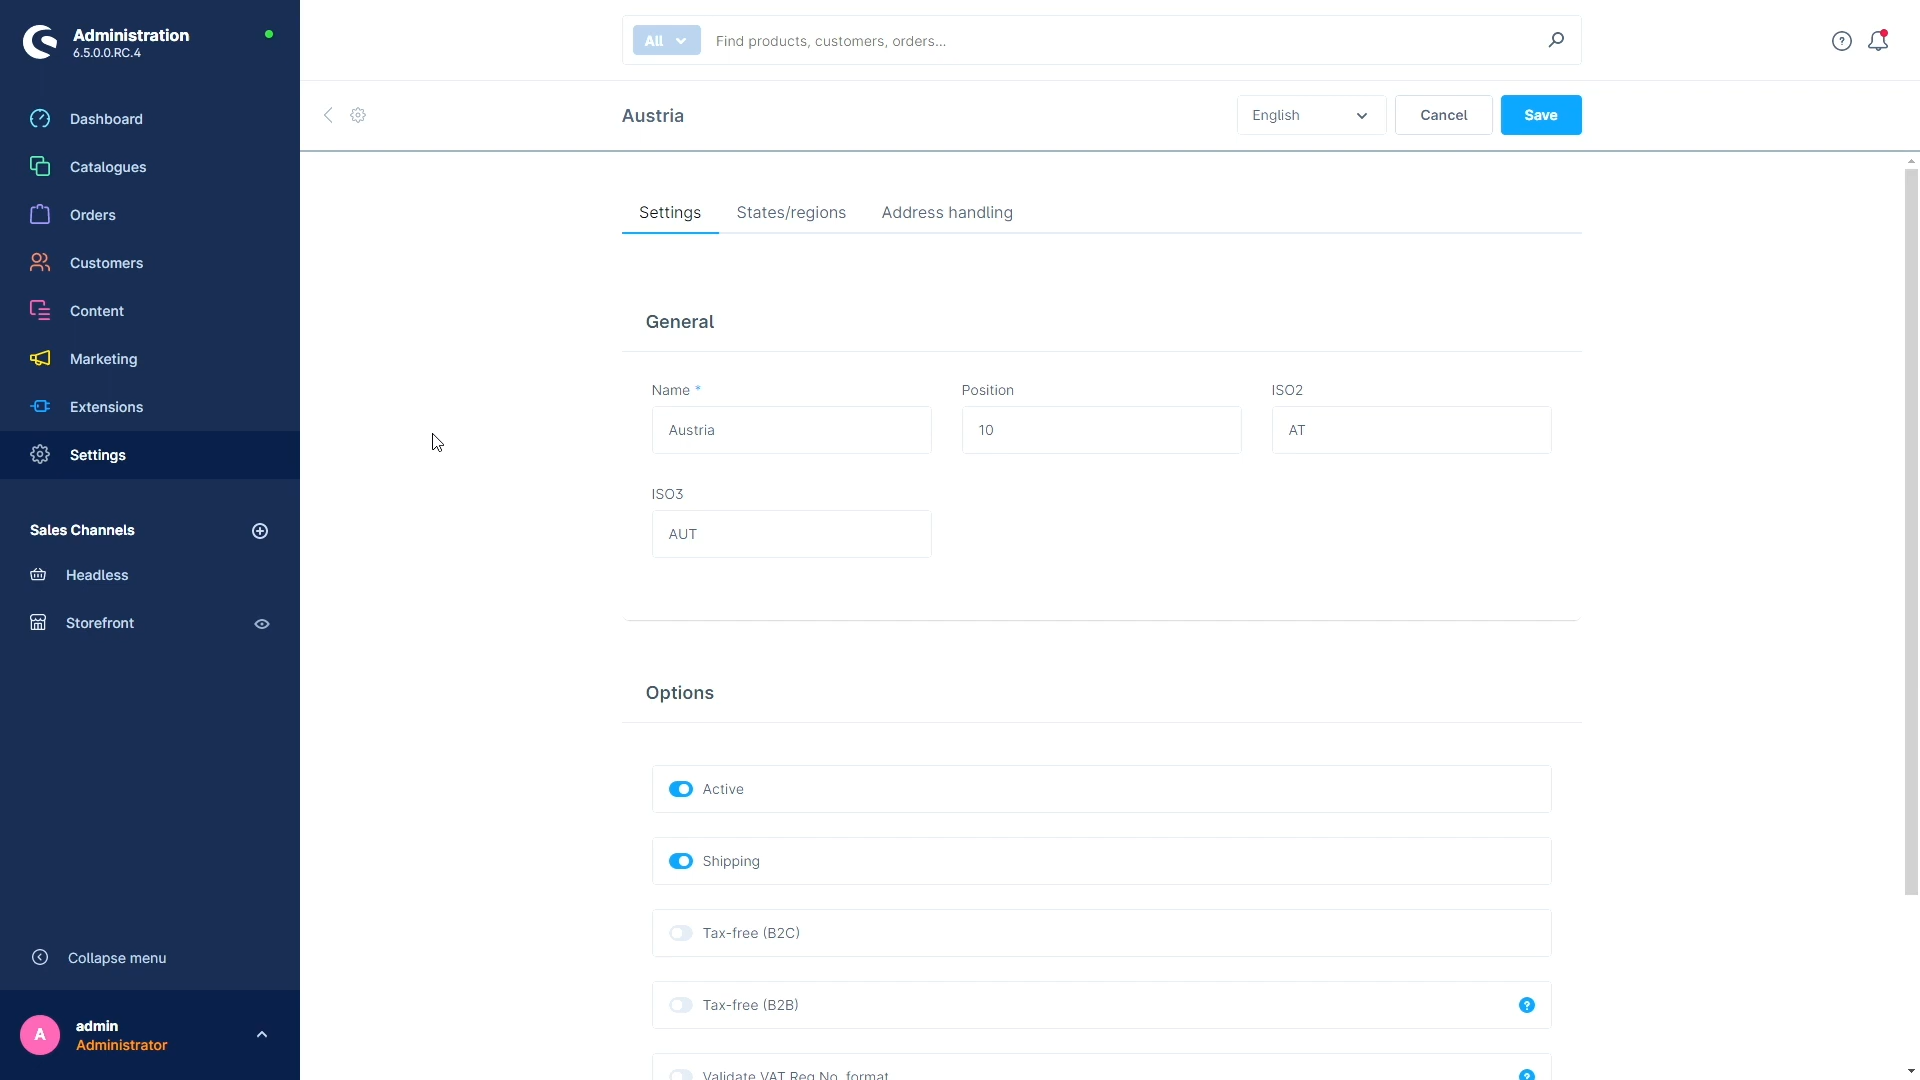 Administration
6.5.0.0.RC.4
All
Find products, customers, orders...
Austria
English
Cancel
Save
Dashboard
Catalogues
Orders
Customers
Content
Marketing
Extensions
Settings
Sales Channels
Headless
Storefront
Collapse menu
A
admin
Administrator
Settings
States/regions
Address handling
General
Name *
Position
ISO2
Austria
10
AT
ISO3
AUT
Options
Active
Shipping
Tax-free (B2C)
Tax-free (B2B)
?
Validate VAT Reg No. format
?